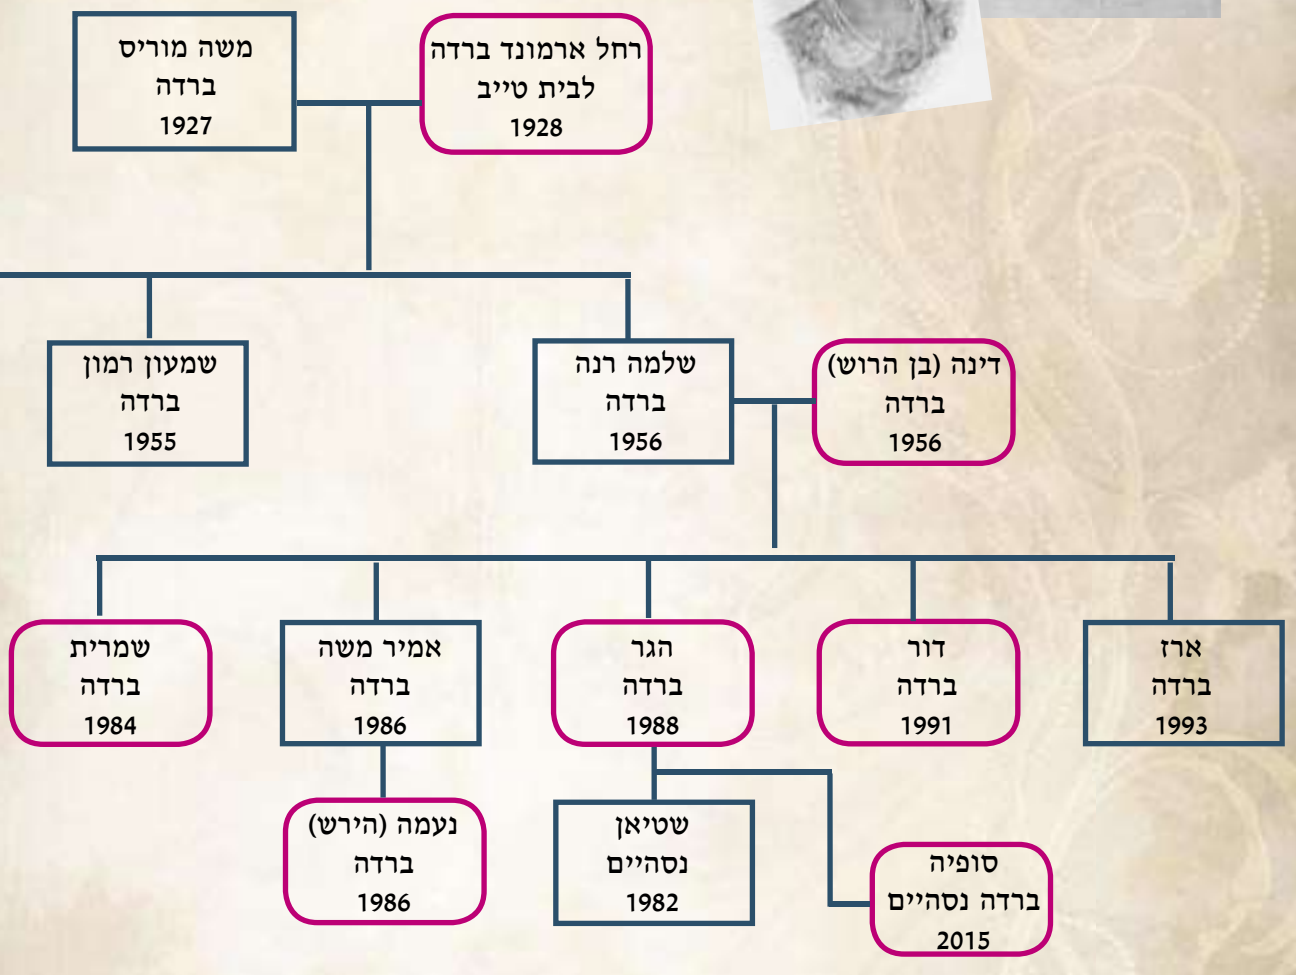 רחל ארמונד ברדה
לבית טייב
1928
משה מוריס
ברדה
1927
דינה (בן הרוש)
ברדה
1956
שלמה רנה
ברדה
1956
שמעון רמון
ברדה
1955
ארז
ברדה
1993
דור
ברדה
1991
הגר
ברדה
1988
אמיר משה
ברדה
1986
שמרית
ברדה
1984
סופיה
ברדה נסהיים
2015
שטיאן
נסהיים
1982
נעמה (הירש)
ברדה
1986